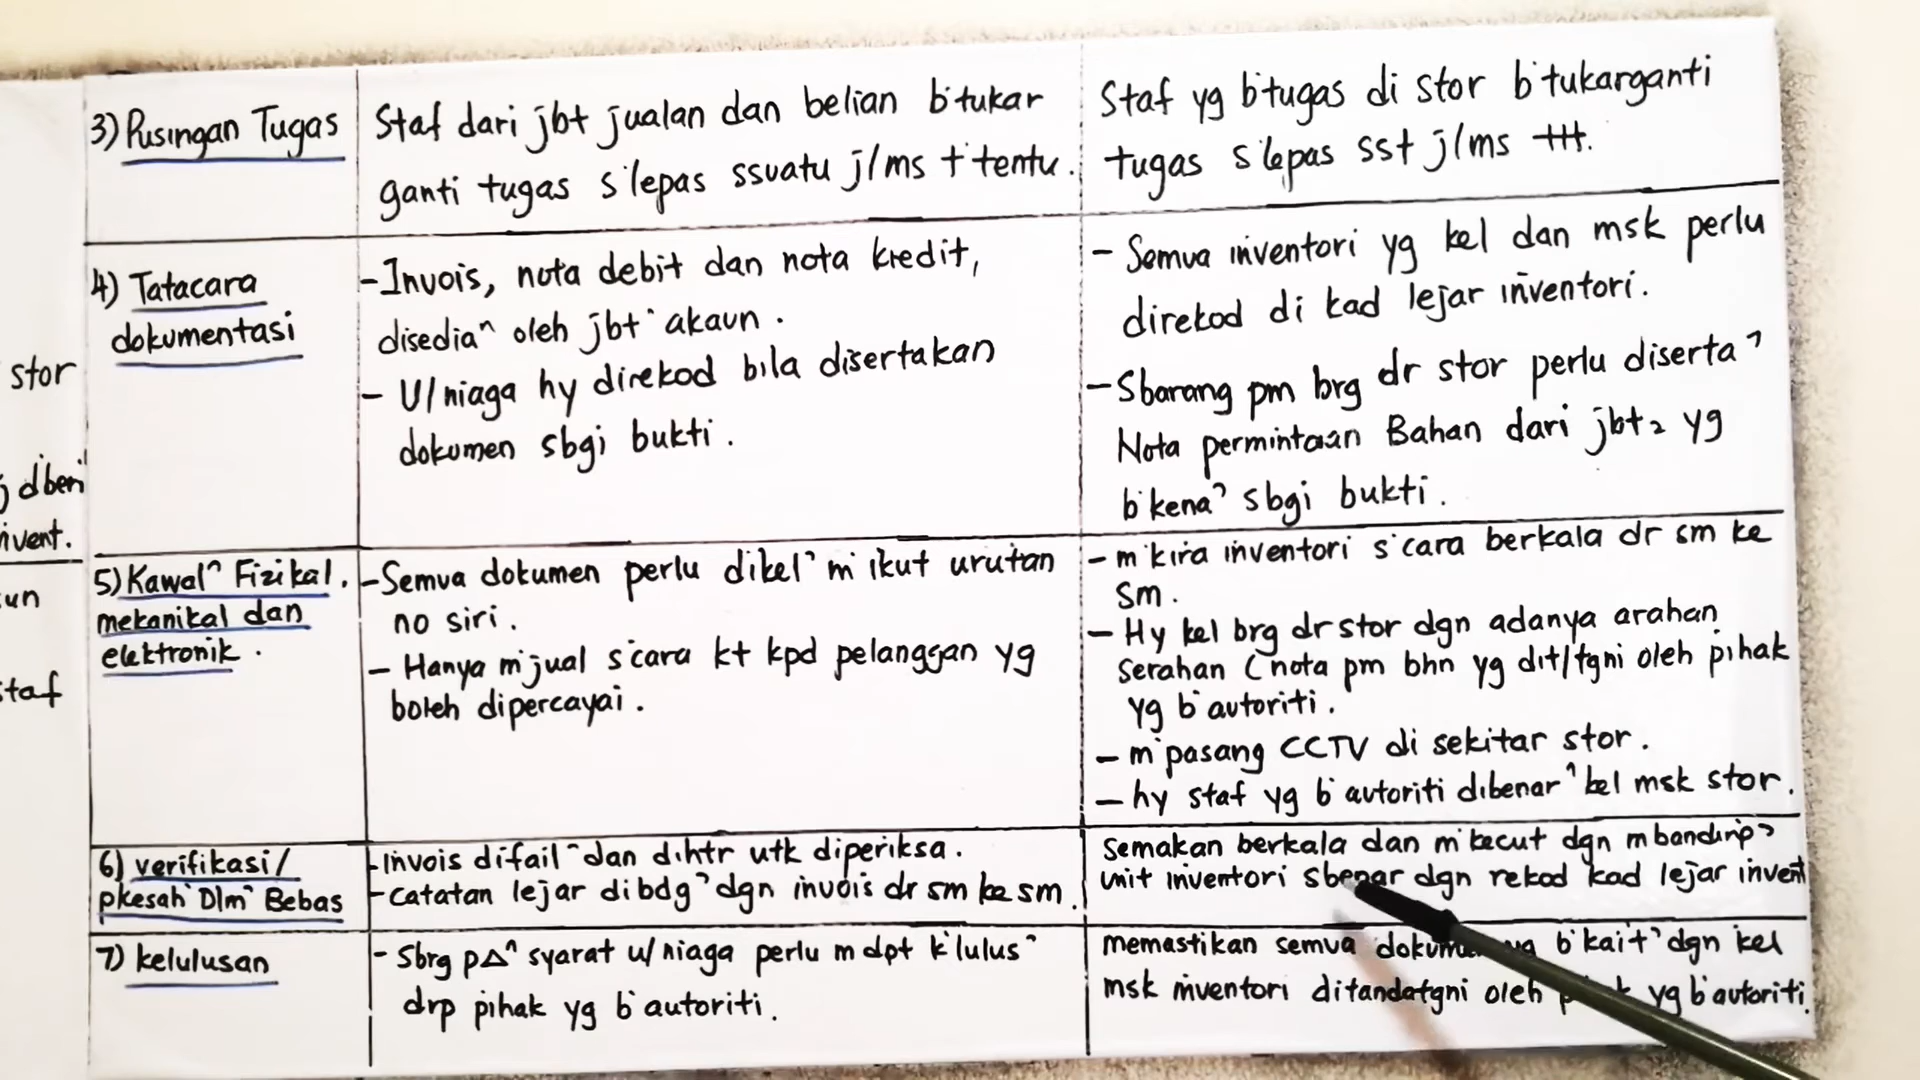 3) Pusingan Tugas
Staf dari jbt jualan dan belian b'tukar
ganti tugas s'lepas ssuatu j/ms t'tentu.
Staf yg b'tugas di stor b'tukarganti
tugas s'lepas sst j/ms ttt.
4) Tatacara
dokumentasi
- Invois, nota debit dan nota kredit,
disedia^ oleh jbt akaun.
- U/niaga hy direkod bila disertakan
dokumen sbgi bukti.
- Semua inventori yg kel dan msk perlu
direkod di kad lejar inventori.
- Sbarang pm brg dr stor perlu diserta^
Nota permintaan Bahan dari jbt2 yg
b'kena^ sbgi bukti.
stor
dberi
nvent.
5) Kawal^ Fizikal,
mekanikal dan
elektronik.
- Semua dokumen perlu dikel^ m'ikut urutan
no siri.
- Hanya m'jual s'cara kt kpd pelanggan yg
boleh dipercayai.
- m'kira inventori s'cara berkala dr sm ke
sm.
- Hy kel brg dr stor dgn adanya arahan
serahan (nota pm bhn yg dit/tgni oleh pihak
yg b'autoriti.
- m'pasang CCTV di sekitar stor.
- hy staf yg b'autoriti dibenar^ kel msk stor.
un
staf
6) verifikasi/
pkesah^ Dlm^ Bebas
- Invois difail^ dan dihtr utk diperiksa.
- Catatan lejar dibdg^ dgn invois dr sm ke sm.
Semakan berkala dan m'kecut dgn mbanding^
unit inventori sbenar dgn rekod kad lejar invent
7) kelulusan
- Sbrg p∆^ syarat u/niaga perlu mdpt k'lulus^
drp pihak yg b'autoriti.
memastikan semua b'kait^ dgn kel
msk inventori ditandatgni oleh yg b'autoriti.